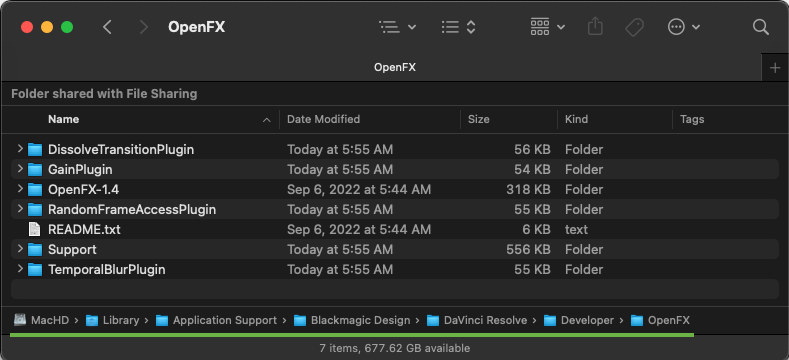 OpenFX
OpenFX
Folder shared with File Sharing
Name Date Modified Size Kind Tags
DissolveTransitionPlugin Today at 5:55 AM 56 KB Folder
GainPlugin Today at 5:55 AM 54 KB Folder
OpenFX-1.4 Sep 6, 2022 at 5:44 AM 318 KB Folder
RandomFrameAccessPlugin Today at 5:55 AM 55 KB Folder
README.txt Sep 6, 2022 at 5:44 AM 6 KB text
Support Today at 5:55 AM 556 KB Folder
TemporalBlurPlugin Today at 5:55 AM 55 KB Folder
MacHD › Library › Application Support › Blackmagic Design › DaVinci Resolve › Developer › OpenFX
7 items, 677.62 GB available